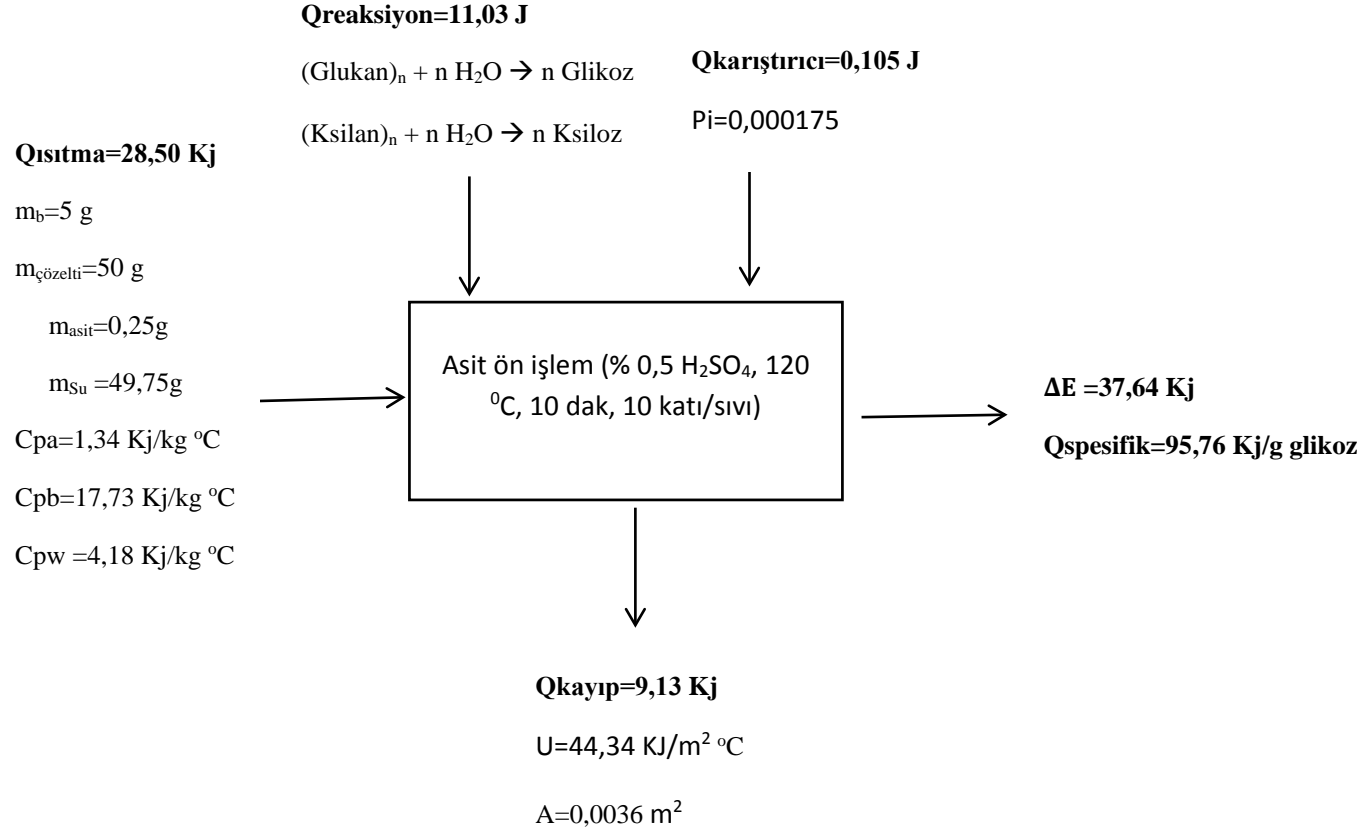 Qreaksiyon=11,03 J
(Glukan)ₙ + n H₂O → n Glikoz
(Ksilan)ₙ + n H₂O → n Ksiloz
Qkarıştırıcı=0,105 J
Pi=0,000175
Qısıtma=28,50 Kj
m_b=5 g
m_çözelti=50 g
m_asit=0,25g
m_Su =49,75g
Cpa=1,34 Kj/kg ᵒC
Cpb=17,73 Kj/kg ᵒC
Cpw =4,18 Kj/kg ᵒC
Asit ön işlem (% 0,5 H₂SO₄, 120
⁰C, 10 dak, 10 katı/sıvı)
ΔE =37,64 Kj
Qspesifik=95,76 Kj/g glikoz
Qkayıp=9,13 Kj
U=44,34 KJ/m² ᵒC
A=0,0036 m²